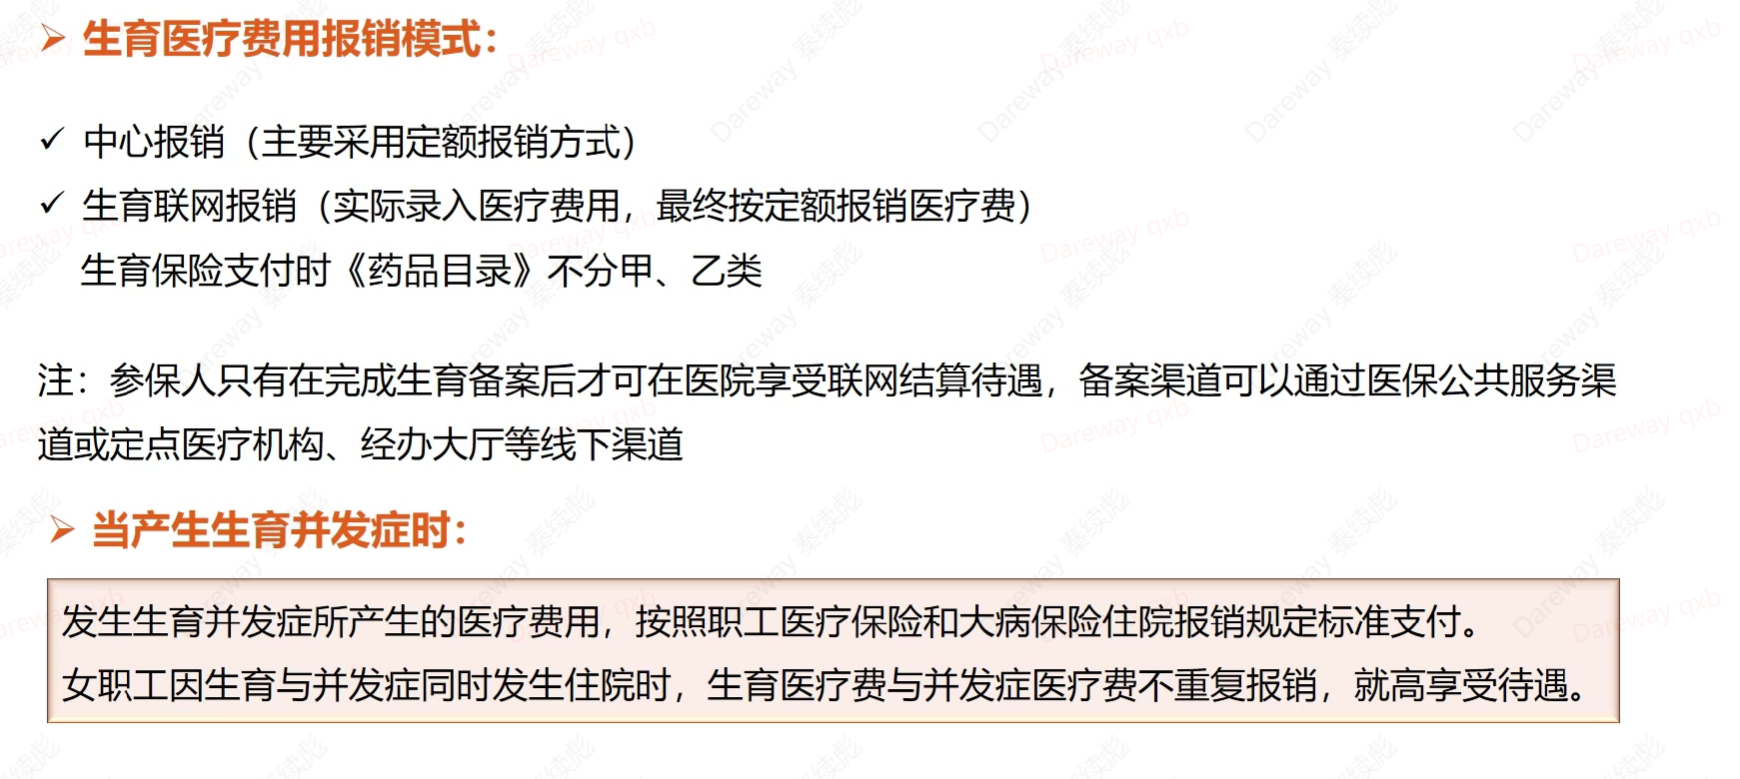 生育医疗费用报销模式：
中心报销（主要采用定额报销方式）
生育联网报销（实际录入医疗费用，最终按定额报销医疗费）
生育保险支付时《药品目录》不分甲、乙类
注：参保人只有在完成生育备案后才可在医院享受联网结算待遇，备案渠道可以通过医保公共服务渠
道或定点医疗机构、经办大厅等线下渠道
当产生生育并发症时：
发生生育并发症所产生的医疗费用，按照职工医疗保险和大病保险住院报销规定标准支付。
女职工因生育与并发症同时发生住院时，生育医疗费与并发症医疗费不重复报销，就高享受待遇。
Dareway 秦续彪
Dareway qxb